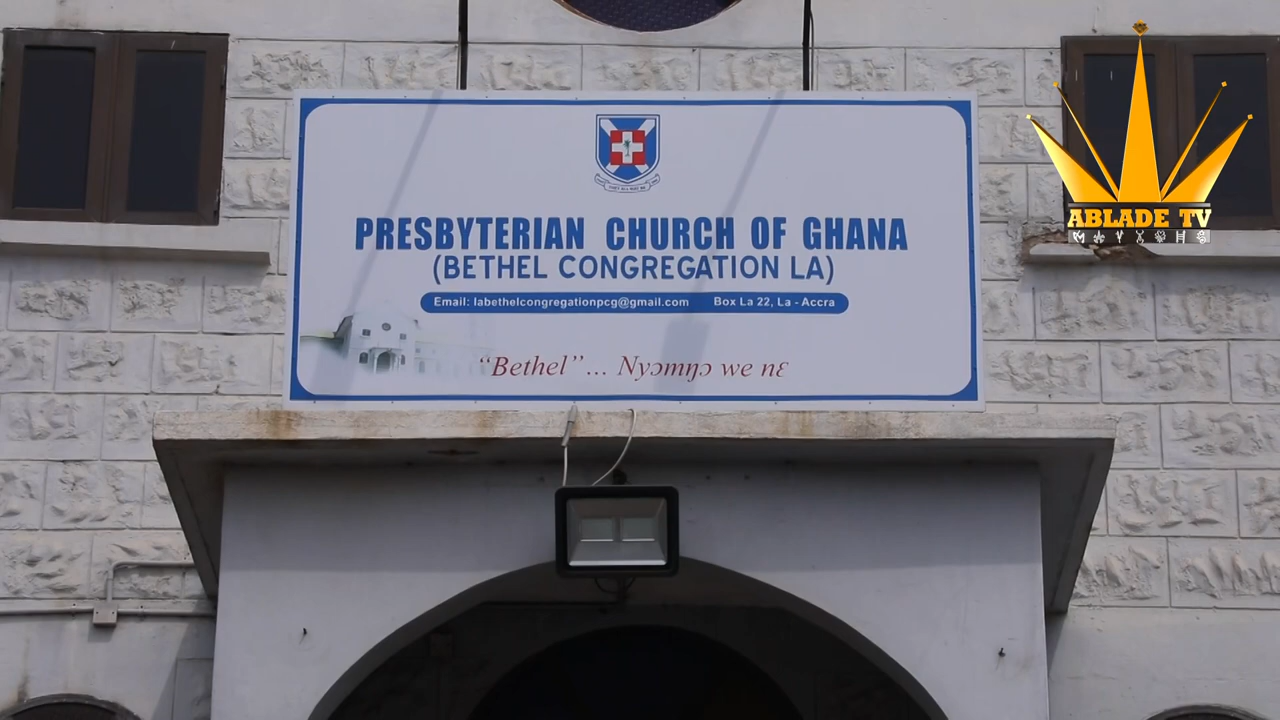 PRESBYTERIAN CHURCH OF GHANA
(BETHEL CONGREGATION LA)
Email: labethelcongregationpcg@gmail.com Box La 22, La - Accra
“Bethel”... Nyɔmŋɔ we nɛ
ABLADE TV